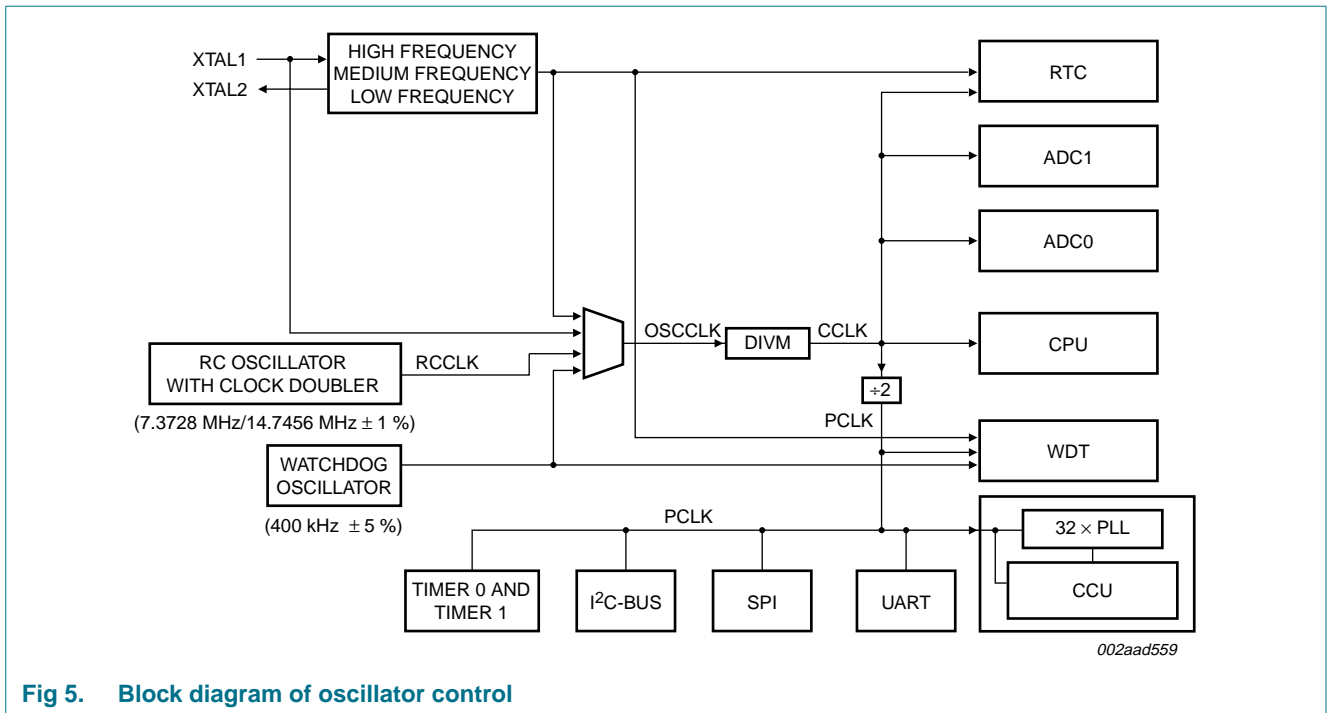 XTAL1
XTAL2
HIGH FREQUENCY
MEDIUM FREQUENCY
LOW FREQUENCY
RTC
ADC1
ADC0
OSCCLK
DIVM
CCLK
CPU
RC OSCILLATOR
WITH CLOCK DOUBLER
RCCLK
(7.3728 MHz/14.7456 MHz ± 1 %)
÷2
PCLK
WDT
WATCHDOG
OSCILLATOR
(400 kHz ± 5 %)
PCLK
32 × PLL
CCU
TIMER 0 AND
TIMER 1
I²C-BUS
SPI
UART
002aad559
Fig 5. Block diagram of oscillator control